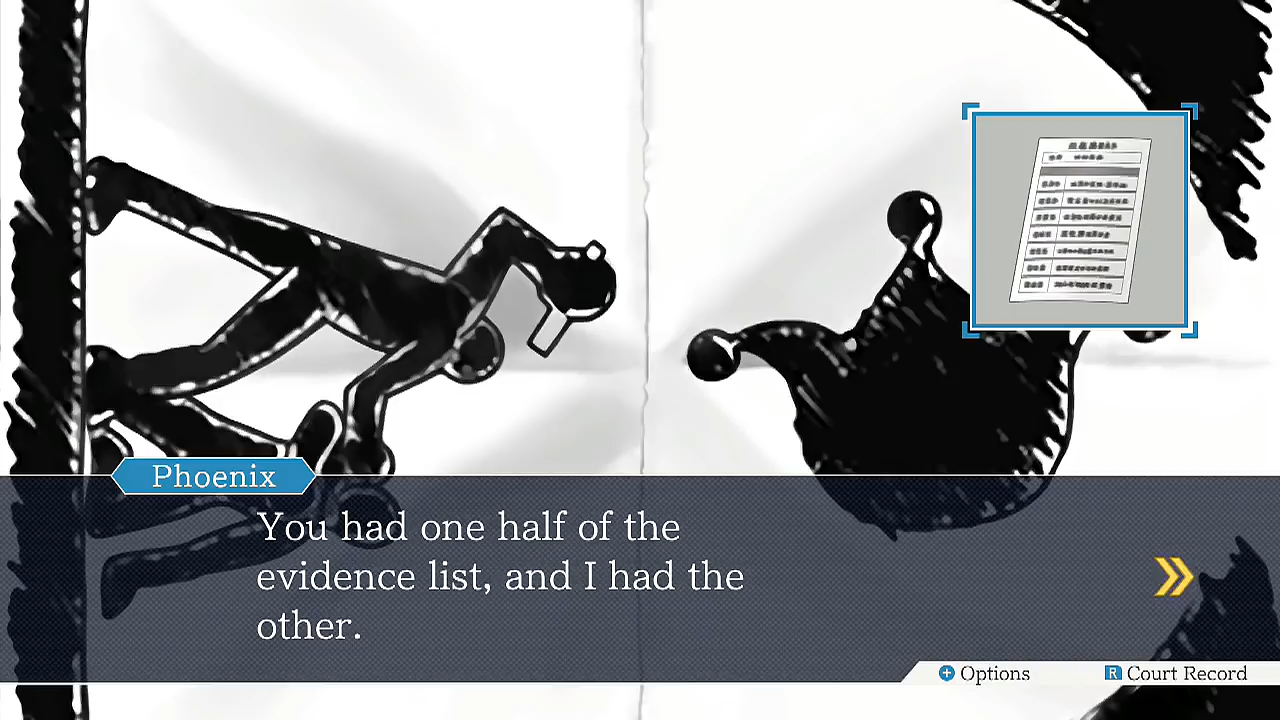 Phoenix
You had one half of the
evidence list, and I had the
other.
+ Options
R Court Record